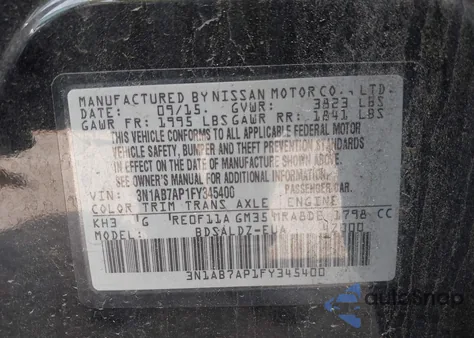 MANUFACTURED BY NISSAN MOTOR CO., LTD.
DATE: 09/15. GVWR: 3823 LBS
GAWR FR: 1995 LBS GAWR RR: 1841 LBS
THIS VEHICLE CONFORMS TO ALL APPLICABLE FEDERAL MOTOR
VEHICLE SAFETY, BUMPER AND THEFT PREVENTION STANDARDS
IN EFFECT ON THE DATE OF MANUFACTURE SHOWN ABOVE.
SEE OWNER'S MANUAL FOR ADDITIONAL INFORMATION.
VIN: 3N1AB7AP1FY345400 PASSENGER CAR.
COLOR TRIM TRANS AXLE ENGINE
KH3 G RE0F11A GM35 MRA8DE 1798 CC
MODEL: BDSALDZ-EUA 42000
3N1AB7AP1FY345400
autoSnap